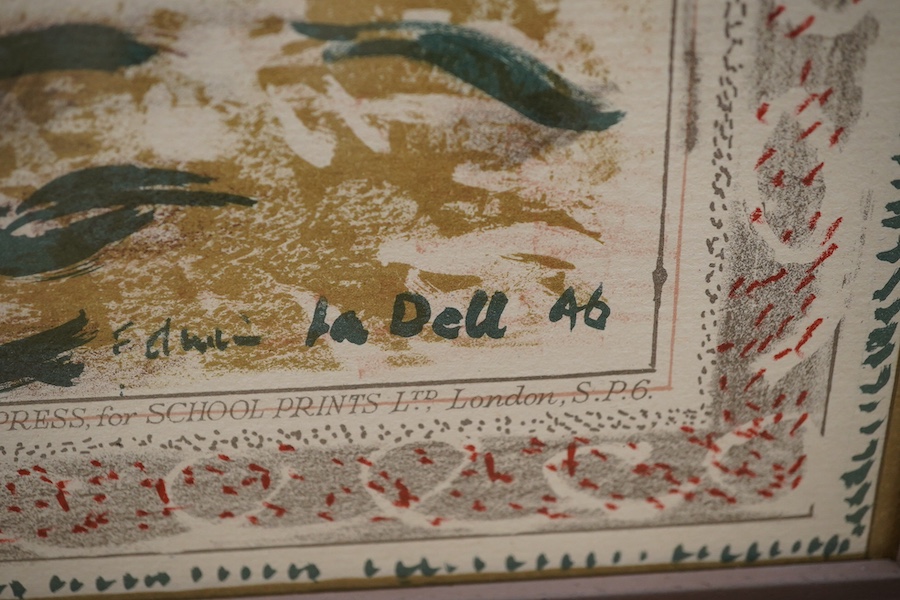 Edwin la Dell 46
PRESS, for SCHOOL PRINTS LTD, London, S.P.6.